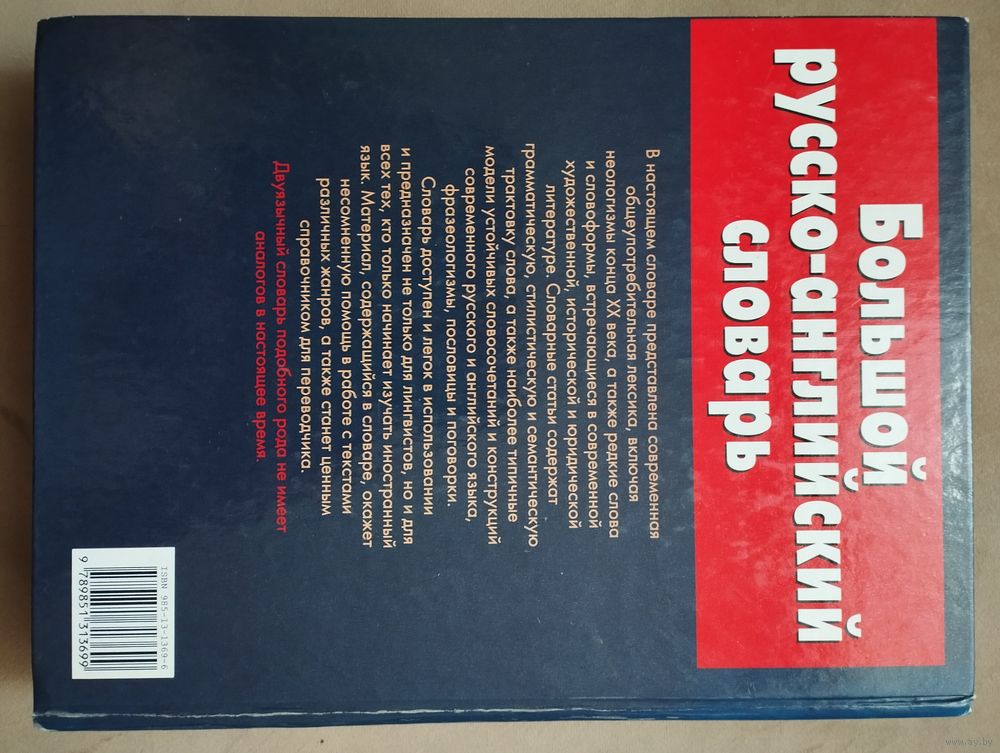 Большой
русско-английский
словарь
В настоящем словаре представлена современная
общеупотребительная лексика, включая
неологизмы конца XX века, а также редкие слова
и словоформы, встречающиеся в современной
художественной, исторической и юридической
литературе. Словарные статьи содержат
грамматическую, стилистическую и семантическую
трактовку слова, а также наиболее типичные
модели устойчивых словосочетаний и конструкций
современного русского и английского языка,
фразеологизмы, пословицы и поговорки.
Словарь доступен и легок в использовании
и предназначен не только для лингвистов, но и для
всех тех, кто только начинает изучать иностранный
язык. Материал, содержащийся в словаре, окажет
несомненную помощь в работе с текстами
различных жанров, а также станет ценным
справочником для переводчика.
Двуязычный словарь подобного рода не имеет
аналогов в настоящее время.
ISBN 985-13-1369-6
9 789851 313699
www.ay.by